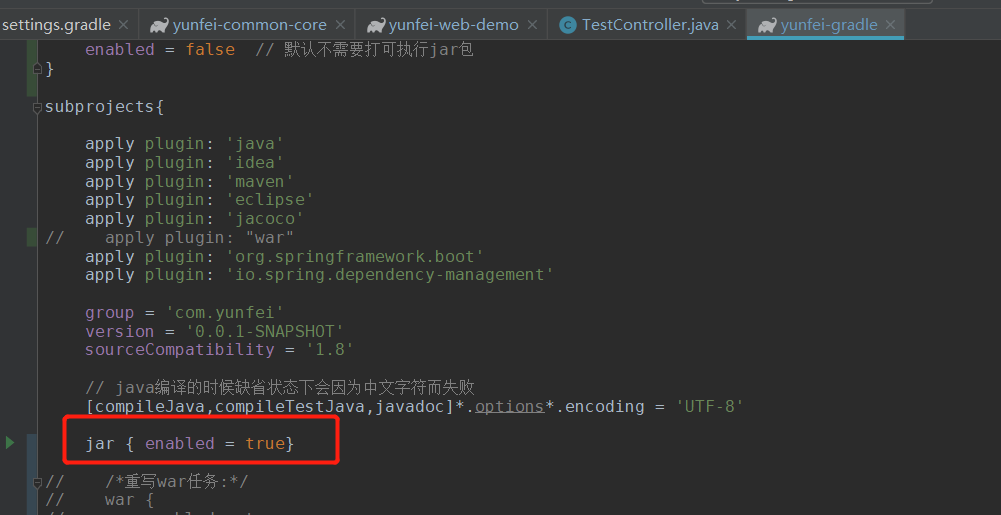 settings.gradle yunfei-common-core yunfei-web-demo TestController.java yunfei-gradle
enabled = false // 默认不需要打可执行jar包
}
subprojects{
apply plugin: 'java'
apply plugin: 'idea'
apply plugin: 'maven'
apply plugin: 'eclipse'
apply plugin: 'jacoco'
// apply plugin: "war"
apply plugin: 'org.springframework.boot'
apply plugin: 'io.spring.dependency-management'
group = 'com.yunfei'
version = '0.0.1-SNAPSHOT'
sourceCompatibility = '1.8'
// java编译的时候缺省状态下会因为中文字符而失败
[compileJava,compileTestJava,javadoc]*.options*.encoding = 'UTF-8'
jar { enabled = true}
// /*重写war任务:*/
// war {